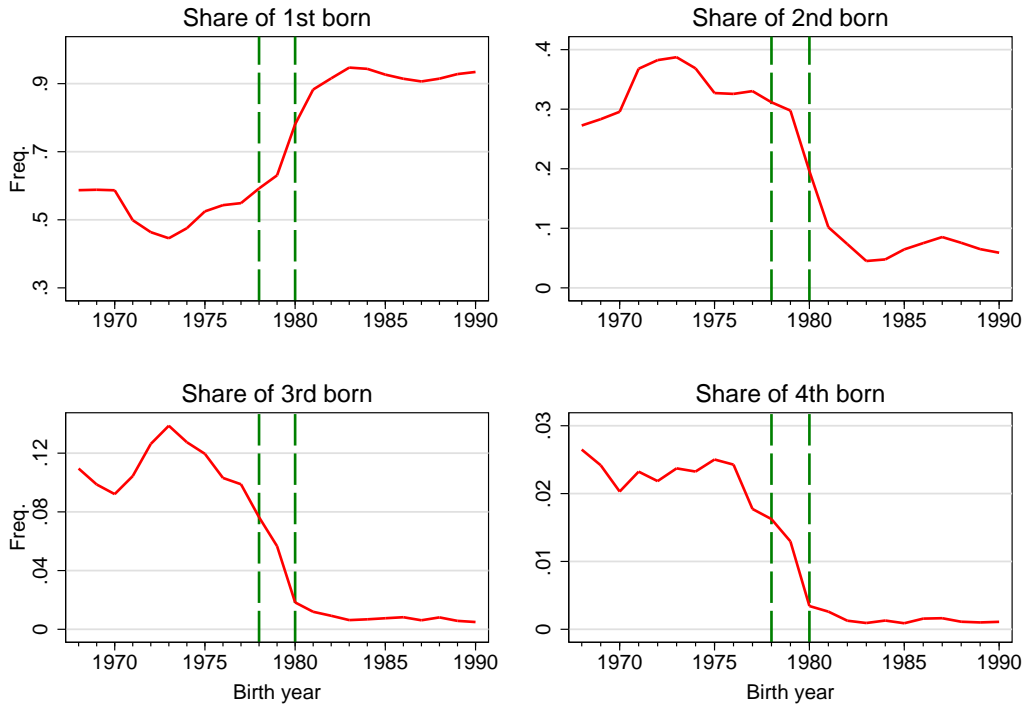 Share of 1st born
Freq.
.9
.7
.5
.3
1970 1975 1980 1985 1990
Share of 2nd born
.4
.3
.2
.1
0
1970 1975 1980 1985 1990
Share of 3rd born
Freq.
.12
.08
.04
0
1970 1975 1980 1985 1990
Birth year
Share of 4th born
.03
.02
.01
0
1970 1975 1980 1985 1990
Birth year